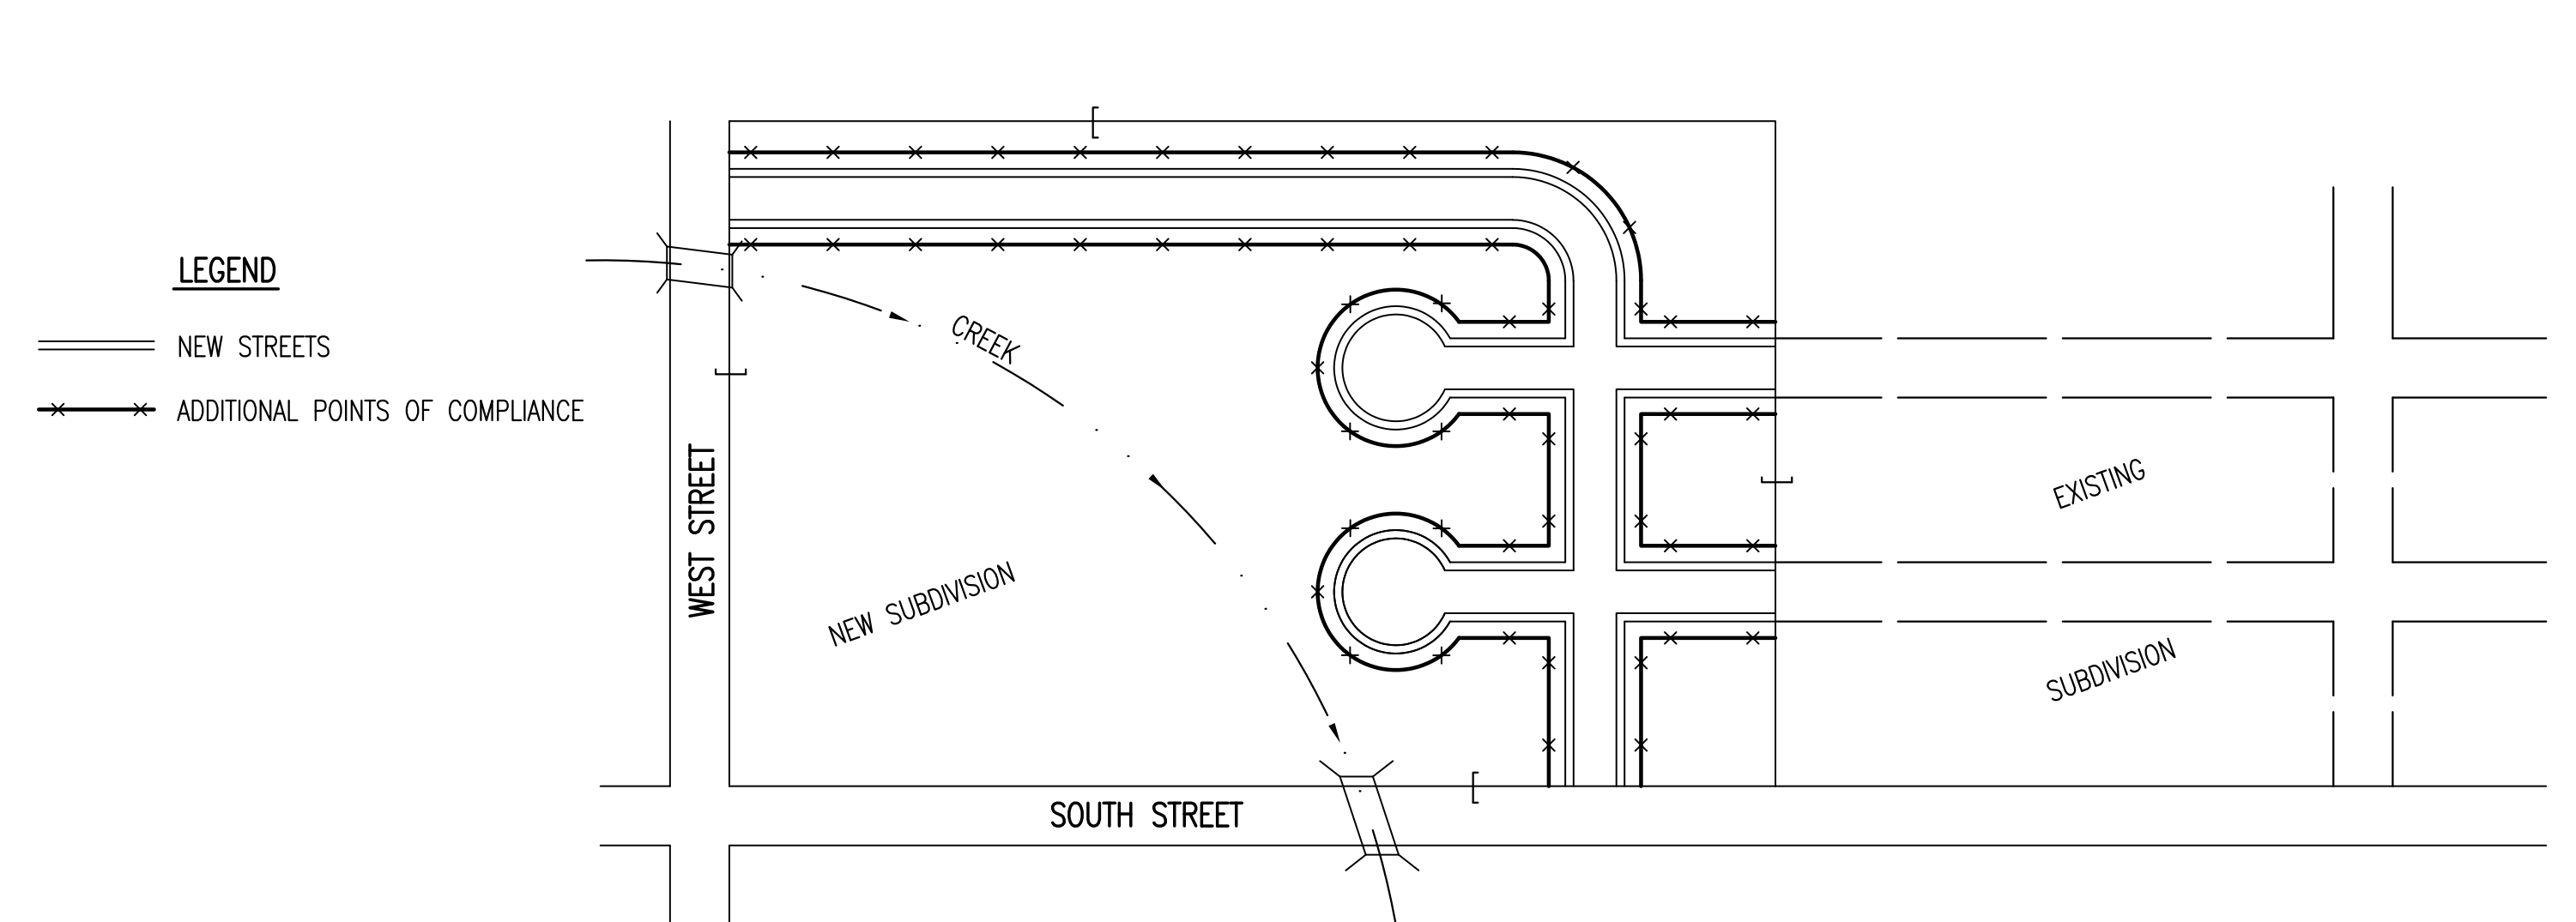 LEGEND
NEW STREETS
ADDITIONAL POINTS OF COMPLIANCE
CREEK
WEST STREET
NEW SUBDIVISION
SOUTH STREET
EXISTING
SUBDIVISION